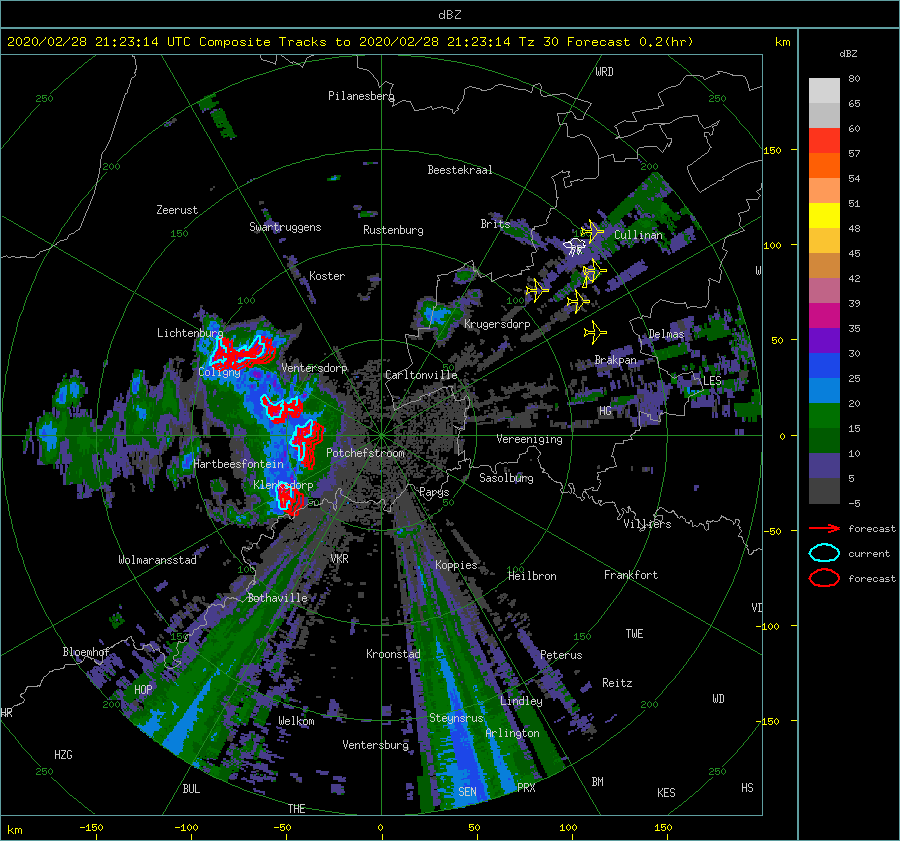 dBZ
2020/02/28 21:23:14 UTC Composite Tracks to 2020/02/28 21:23:14 Tz 30 Forecast 0.2(hr)
km
dBZ
80
65
60
57
54
51
48
45
42
39
35
30
25
20
15
10
5
-5
forecast
current
forecast
150
100
50
0
-50
-100
-150
km
-150
-100
-50
0
50
100
150
WRD
Pilanesberg
250
250
200
200
Beestekraal
Zeerust
Swartruggens
Rustenburg
Brits
Cullinan
150
Koster
W
100
100
Lichtenburg
Krugersdorp
Delmas
Coligny
Ventersdorp
Carltonville
Brakpan
LES
HG
Vereeniging
Hartbeesfontein
Potchefstroom
Klerksdorp
Parys
Sasolburg
50
50
Villiers
Wolmaransstad
VKR
Koppies
100
100
Heilbron
Frankfort
Bothaville
VD
150
150
TWE
Bloemhof
Kroonstad
Peterus
HOP
Reitz
WD
200
200
Lindley
HR
Welkom
Steynsrus
Arlington
Ventersburg
HZG
250
250
BUL
SEN
PRX
BM
KES
HS
THE